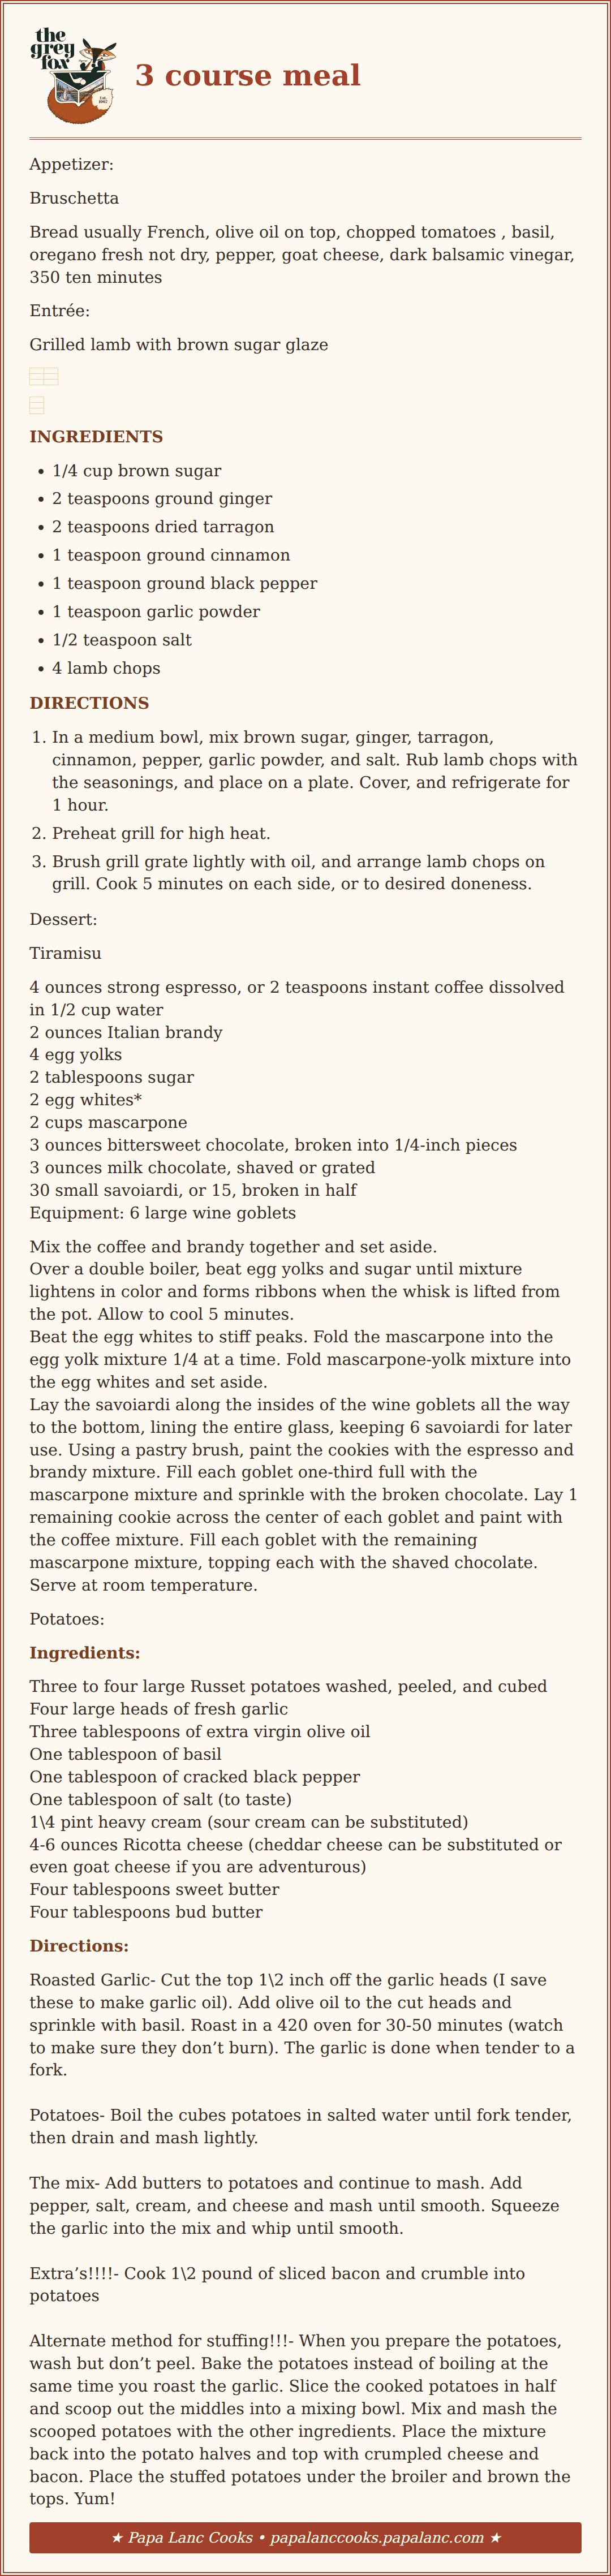 the
grey
fox
3 course meal
Appetizer:
Bruschetta
Bread usually French, olive oil on top, chopped tomatoes , basil,
oregano fresh not dry, pepper, goat cheese, dark balsamic vinegar,
350 ten minutes
Entrée:
Grilled lamb with brown sugar glaze
INGREDIENTS
• 1/4 cup brown sugar
• 2 teaspoons ground ginger
• 2 teaspoons dried tarragon
• 1 teaspoon ground cinnamon
• 1 teaspoon ground black pepper
• 1 teaspoon garlic powder
• 1/2 teaspoon salt
• 4 lamb chops
DIRECTIONS
1. In a medium bowl, mix brown sugar, ginger, tarragon,
cinnamon, pepper, garlic powder, and salt. Rub lamb chops with
the seasonings, and place on a plate. Cover, and refrigerate for
1 hour.
2. Preheat grill for high heat.
3. Brush grill grate lightly with oil, and arrange lamb chops on
grill. Cook 5 minutes on each side, or to desired doneness.
Dessert:
Tiramisu
4 ounces strong espresso, or 2 teaspoons instant coffee dissolved
in 1/2 cup water
2 ounces Italian brandy
4 egg yolks
2 tablespoons sugar
2 egg whites*
2 cups mascarpone
3 ounces bittersweet chocolate, broken into 1/4-inch pieces
3 ounces milk chocolate, shaved or grated
30 small savoiardi, or 15, broken in half
Equipment: 6 large wine goblets
Mix the coffee and brandy together and set aside.
Over a double boiler, beat egg yolks and sugar until mixture
lightens in color and forms ribbons when the whisk is lifted from
the pot. Allow to cool 5 minutes.
Beat the egg whites to stiff peaks. Fold the mascarpone into the
egg yolk mixture 1/4 at a time. Fold mascarpone-yolk mixture into
the egg whites and set aside.
Lay the savoiardi along the insides of the wine goblets all the way
to the bottom, lining the entire glass, keeping 6 savoiardi for later
use. Using a pastry brush, paint the cookies with the espresso and
brandy mixture. Fill each goblet one-third full with the
mascarpone mixture and sprinkle with the broken chocolate. Lay 1
remaining cookie across the center of each goblet and paint with
the coffee mixture. Fill each goblet with the remaining
mascarpone mixture, topping each with the shaved chocolate.
Serve at room temperature.
Potatoes:
Ingredients:
Three to four large Russet potatoes washed, peeled, and cubed
Four large heads of fresh garlic
Three tablespoons of extra virgin olive oil
One tablespoon of basil
One tablespoon of cracked black pepper
One tablespoon of salt (to taste)
1\4 pint heavy cream (sour cream can be substituted)
4-6 ounces Ricotta cheese (cheddar cheese can be substituted or
even goat cheese if you are adventurous)
Four tablespoons sweet butter
Four tablespoons bud butter
Directions:
Roasted Garlic- Cut the top 1\2 inch off the garlic heads (I save
these to make garlic oil). Add olive oil to the cut heads and
sprinkle with basil. Roast in a 420 oven for 30-50 minutes (watch
to make sure they don’t burn). The garlic is done when tender to a
fork.
Potatoes- Boil the cubes potatoes in salted water until fork tender,
then drain and mash lightly.
The mix- Add butters to potatoes and continue to mash. Add
pepper, salt, cream, and cheese and mash until smooth. Squeeze
the garlic into the mix and whip until smooth.
Extra’s!!!!- Cook 1\2 pound of sliced bacon and crumble into
potatoes
Alternate method for stuffing!!!- When you prepare the potatoes,
wash but don’t peel. Bake the potatoes instead of boiling at the
same time you roast the garlic. Slice the cooked potatoes in half
and scoop out the middles into a mixing bowl. Mix and mash the
scooped potatoes with the other ingredients. Place the mixture
back into the potato halves and top with crumpled cheese and
bacon. Place the stuffed potatoes under the broiler and brown the
tops. Yum!
★ Papa Lanc Cooks • papalanccooks.papalanc.com ★